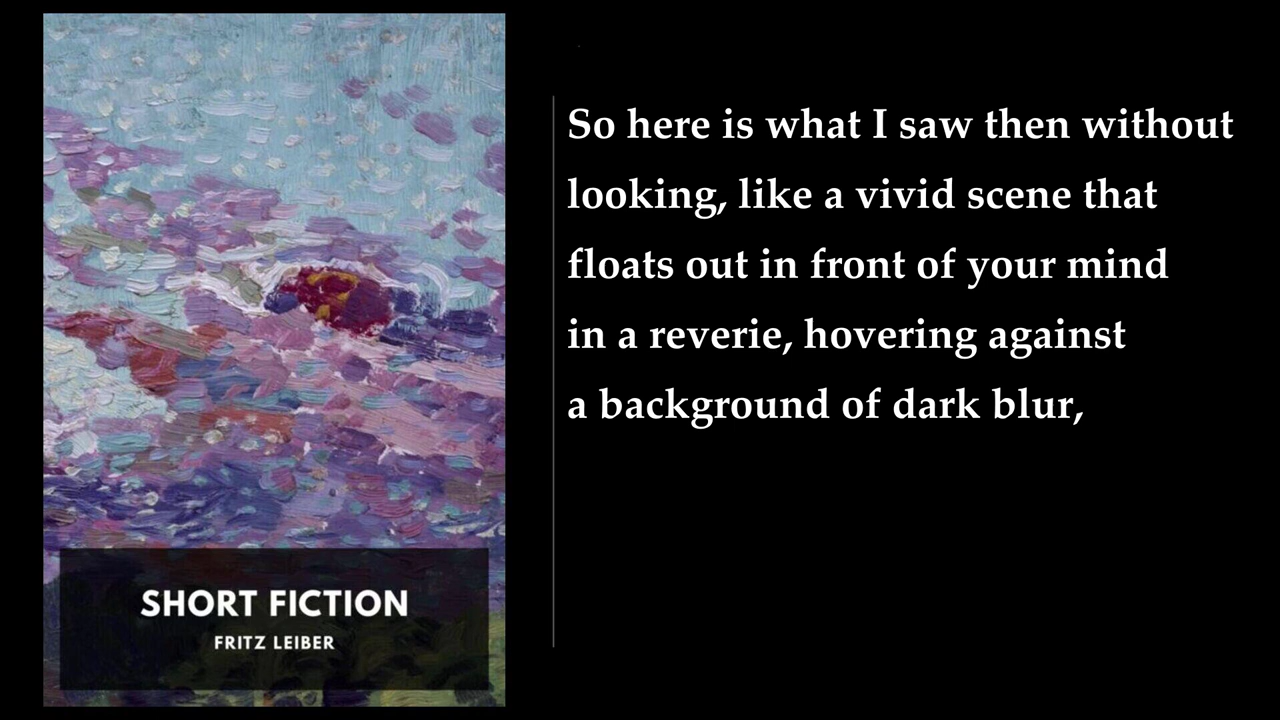 SHORT FICTION
FRITZ LEIBER
So here is what I saw then without
looking, like a vivid scene that
floats out in front of your mind
in a reverie, hovering against
a background of dark blur,